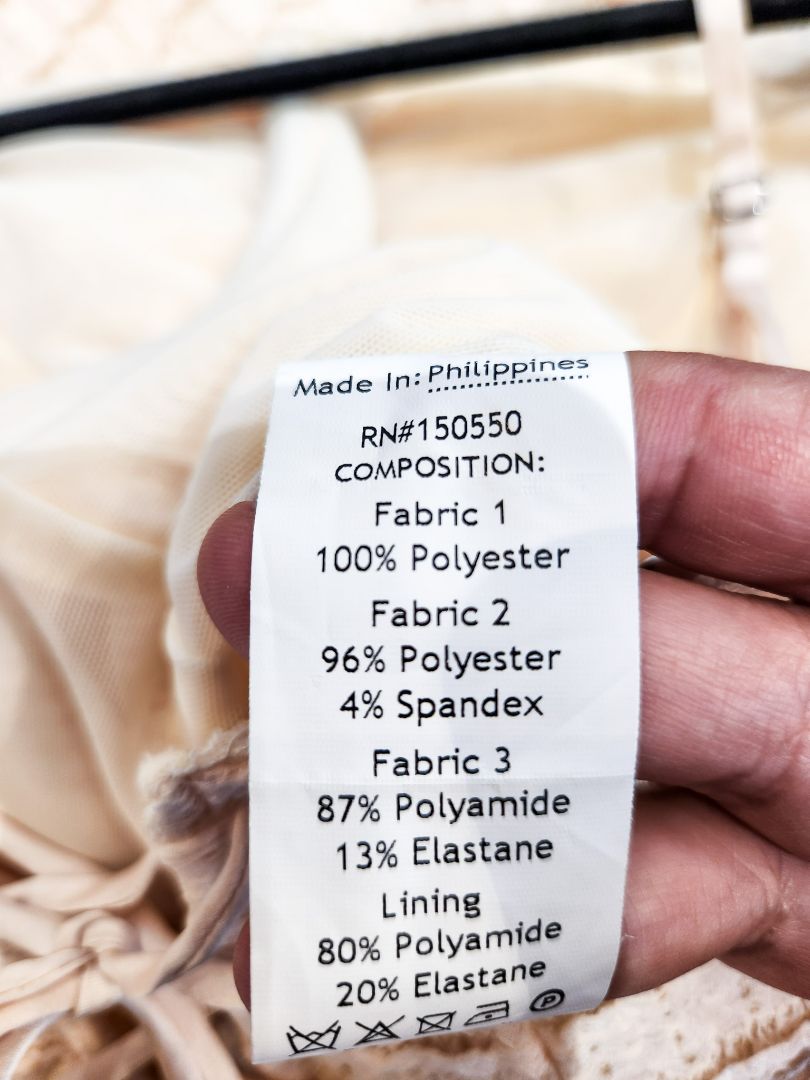 Made In: Philippines
RN#150550
COMPOSITION:
Fabric 1
100% Polyester
Fabric 2
96% Polyester
4% Spandex
Fabric 3
87% Polyamide
13% Elastane
Lining
80% Polyamide
20% Elastane
P